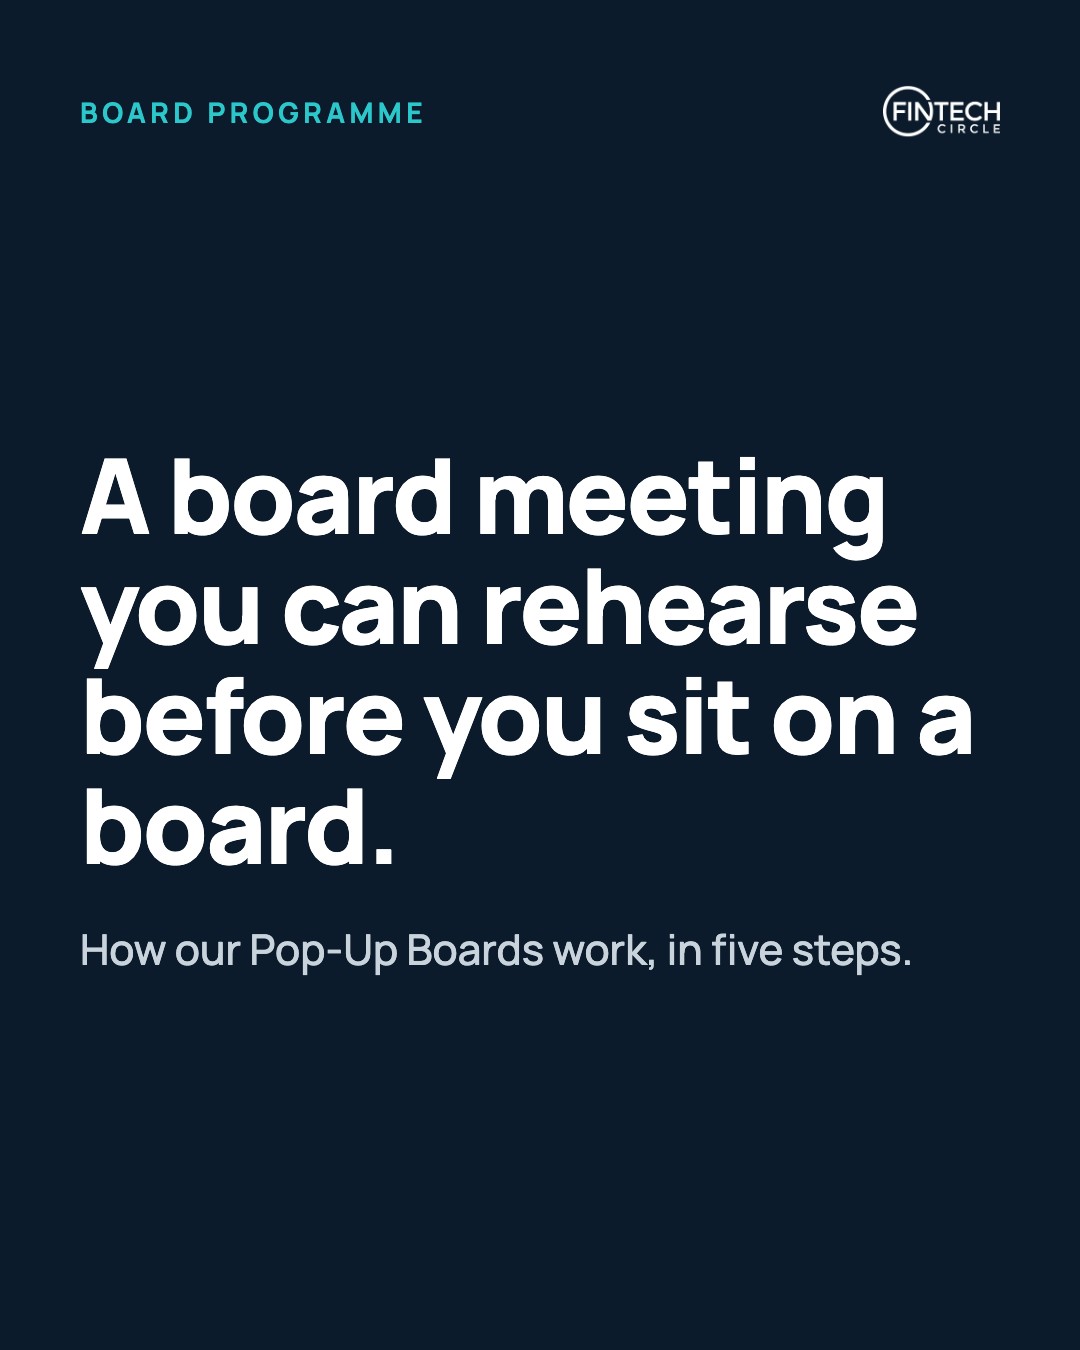 BOARD PROGRAMME
FINTECH
CIRCLE
A board meeting
you can rehearse
before you sit on a
board.
How our Pop-Up Boards work, in five steps.